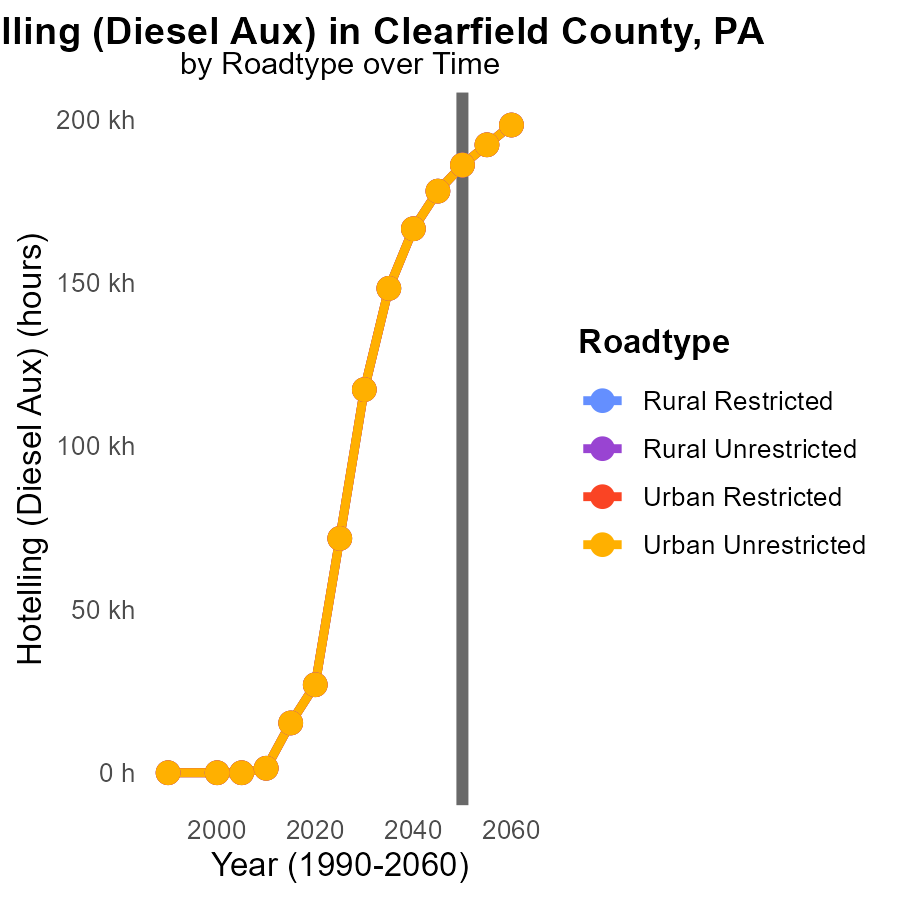 lling (Diesel Aux) in Clearfield County, PA
by Roadtype over Time
Hotelling (Diesel Aux) (hours)
200 kh
150 kh
100 kh
50 kh
0 h
2000 2020 2040 2060
Year (1990-2060)
Roadtype
Rural Restricted
Rural Unrestricted
Urban Restricted
Urban Unrestricted